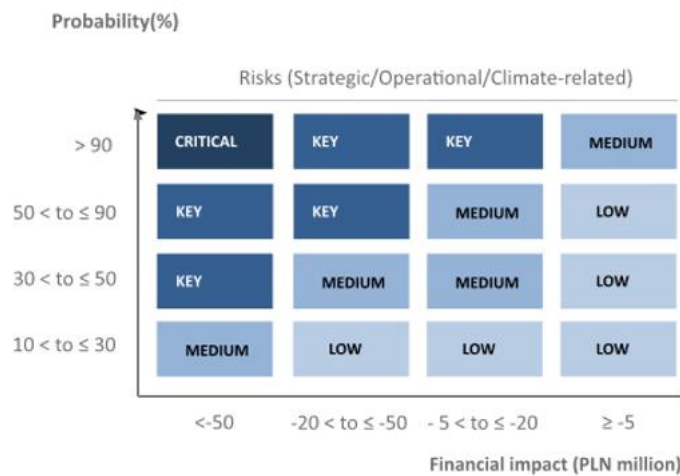 Probability(%)
Risks (Strategic/Operational/Climate-related)
> 90 CRITICAL KEY KEY MEDIUM
50 < to ≤ 90 KEY KEY MEDIUM LOW
30 < to ≤ 50 KEY MEDIUM MEDIUM LOW
10 < to ≤ 30 MEDIUM LOW LOW LOW
<-50 -20 < to ≤ -50 - 5 < to ≤ -20 ≥ -5
Financial impact (PLN million)